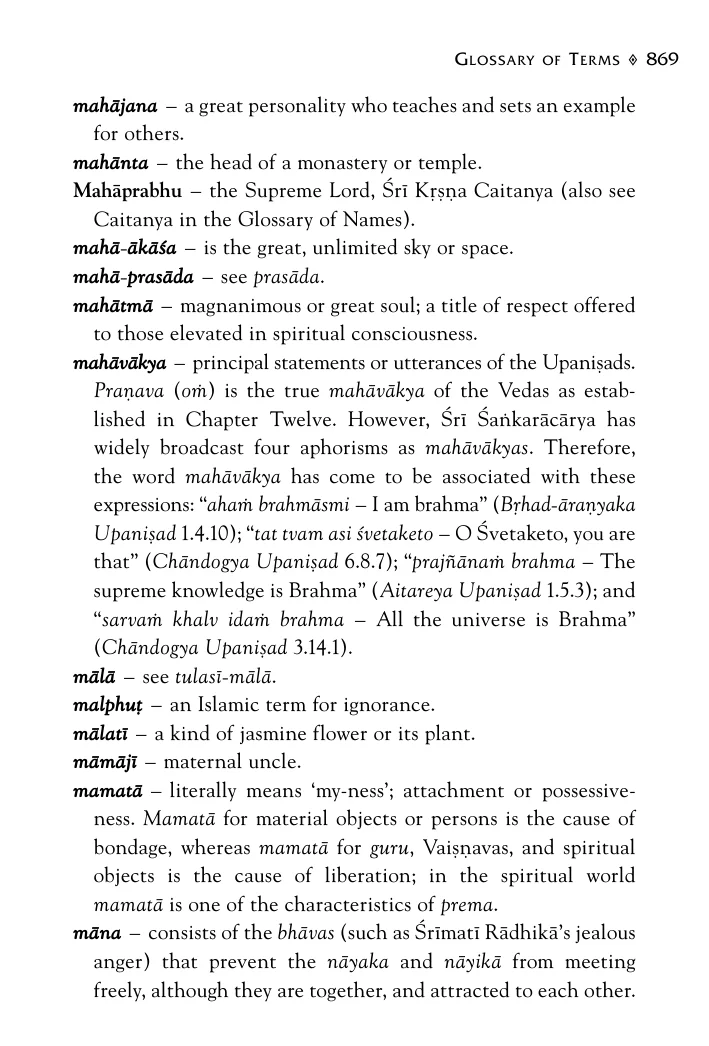 GLOSSARY OF TERMS ◊ 869
mahājana – a great personality who teaches and sets an example
for others.
mahānta – the head of a monastery or temple.
Mahāprabhu – the Supreme Lord, Śrī Kṛṣṇa Caitanya (also see
Caitanya in the Glossary of Names).
mahā-ākāśa – is the great, unlimited sky or space.
mahā-prasāda – see prasāda.
mahātmā – magnanimous or great soul; a title of respect offered
to those elevated in spiritual consciousness.
mahāvākya – principal statements or utterances of the Upaniṣads.
Praṇava (oṁ) is the true mahāvākya of the Vedas as estab-
lished in Chapter Twelve. However, Śrī Śaṅkarācārya has
widely broadcast four aphorisms as mahāvākyas. Therefore,
the word mahāvākya has come to be associated with these
expressions: “ahaṁ brahmāsmi – I am brahma” (Bṛhad-āraṇyaka
Upaniṣad 1.4.10); “tat tvam asi śvetaketo – O Śvetaketo, you are
that” (Chāndogya Upaniṣad 6.8.7); “prajñānaṁ brahma – The
supreme knowledge is Brahma” (Aitareya Upaniṣad 1.5.3); and
“sarvaṁ khalv idaṁ brahma – All the universe is Brahma”
(Chāndogya Upaniṣad 3.14.1).
mālā – see tulasī-mālā.
malphuṭ – an Islamic term for ignorance.
mālatī – a kind of jasmine flower or its plant.
māmājī – maternal uncle.
mamatā – literally means ‘my-ness’; attachment or possessive-
ness. Mamatā for material objects or persons is the cause of
bondage, whereas mamatā for guru, Vaiṣṇavas, and spiritual
objects is the cause of liberation; in the spiritual world
mamatā is one of the characteristics of prema.
māna – consists of the bhāvas (such as Śrīmatī Rādhikā’s jealous
anger) that prevent the nāyaka and nāyikā from meeting
freely, although they are together, and attracted to each other.